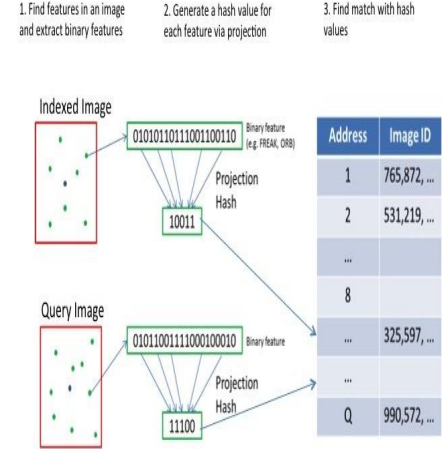 1. Find features in an image
and extract binary features
2. Generate a hash value for
each feature via projection
3. Find match with hash
values
Indexed Image
01010110111001100110
Binary feature
(e.g. FREAK, ORB)
Projection
Hash
10011
Query Image
01011001111000100010
Binary feature
Projection
Hash
11100
Address Image ID
1 765,872, ...
2 531,219, ...
...
8
... 325,597, ...
...
Q 990,572, ...